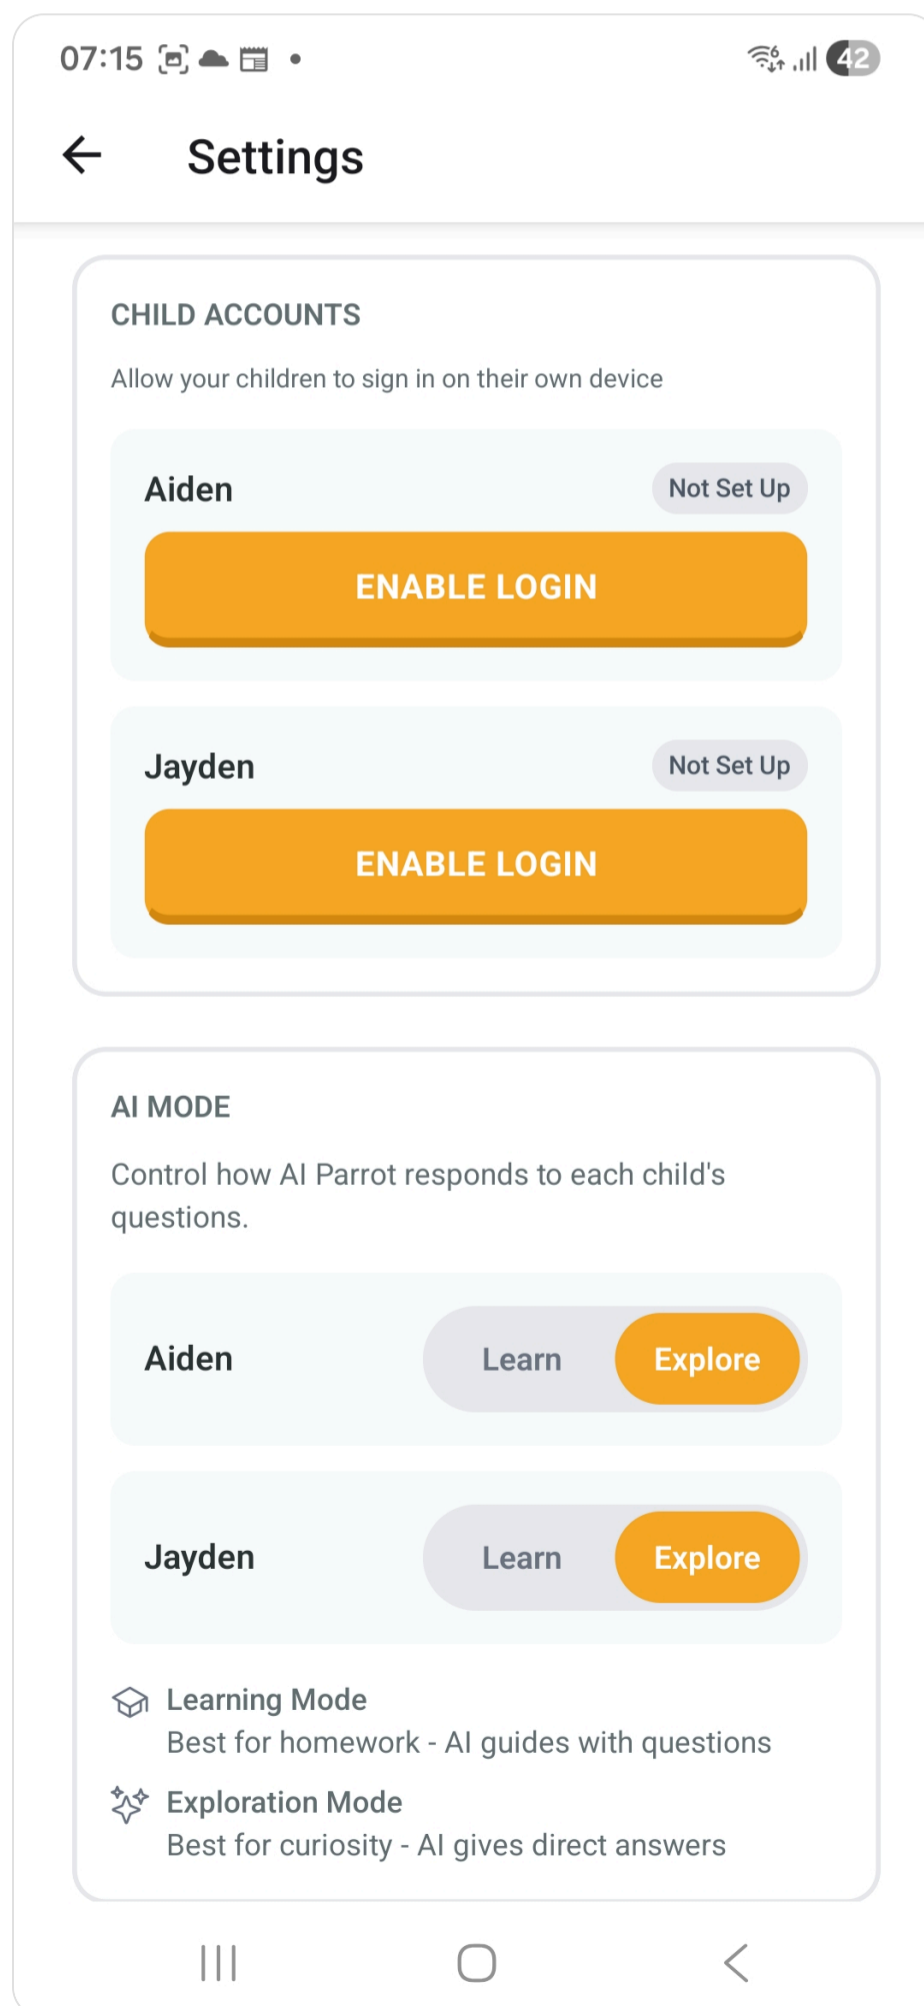 07:15
42
Settings
CHILD ACCOUNTS
Allow your children to sign in on their own device
Aiden
Not Set Up
ENABLE LOGIN
Jayden
Not Set Up
ENABLE LOGIN
AI MODE
Control how AI Parrot responds to each child's
questions.
Aiden
Learn
Explore
Jayden
Learn
Explore
Learning Mode
Best for homework - AI guides with questions
Exploration Mode
Best for curiosity - AI gives direct answers